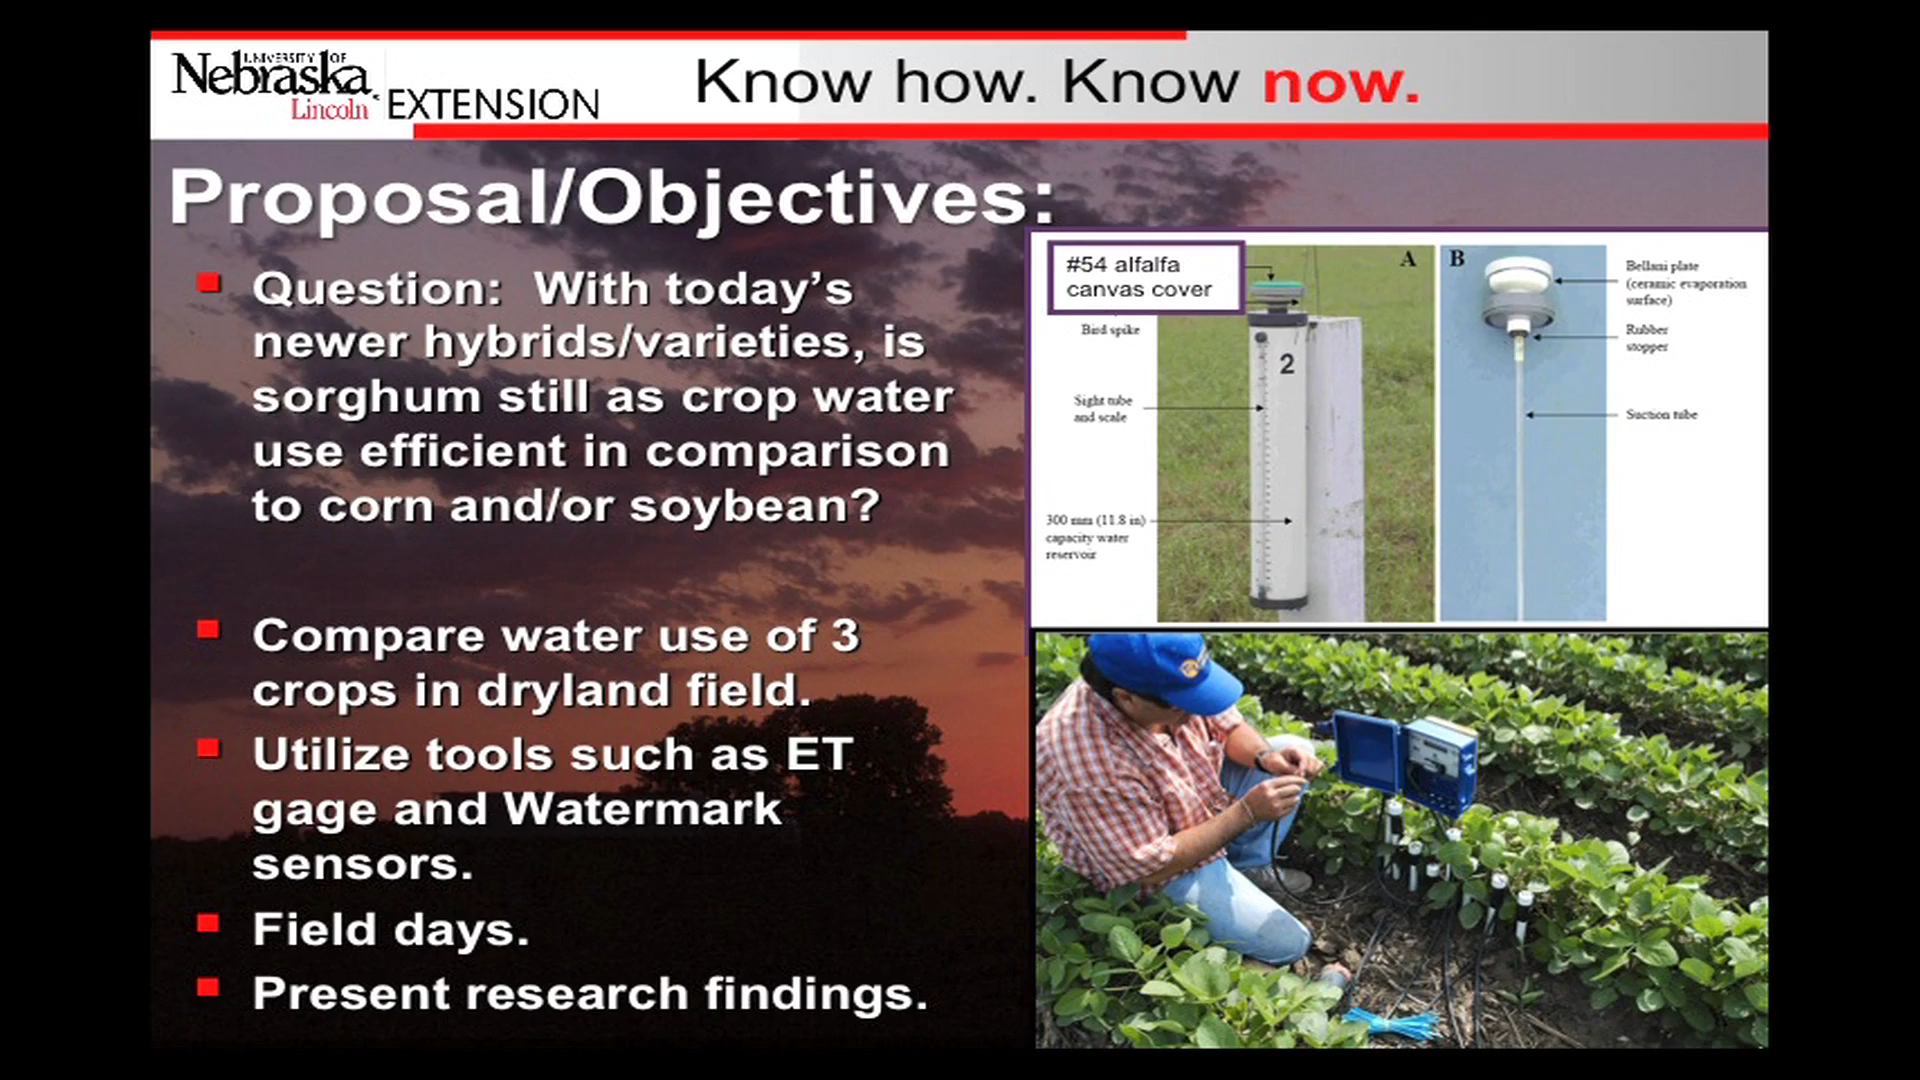 UNIVERSITY OF
Nebraska
Lincoln
EXTENSION
Know how. Know now.
Proposal/Objectives:
Question: With today's
newer hybrids/varieties, is
sorghum still as crop water
use efficient in comparison
to corn and/or soybean?
Compare water use of 3
crops in dryland field.
Utilize tools such as ET
gage and Watermark
sensors.
Field days.
Present research findings.
#54 alfalfa
canvas cover
Bird spike
Sight tube
and scale
300 mm (11.8 in)
capacity water
reservoir
A
2
B
Bellani plate
(ceramic evaporation
surface)
Rubber
stopper
Suction tube